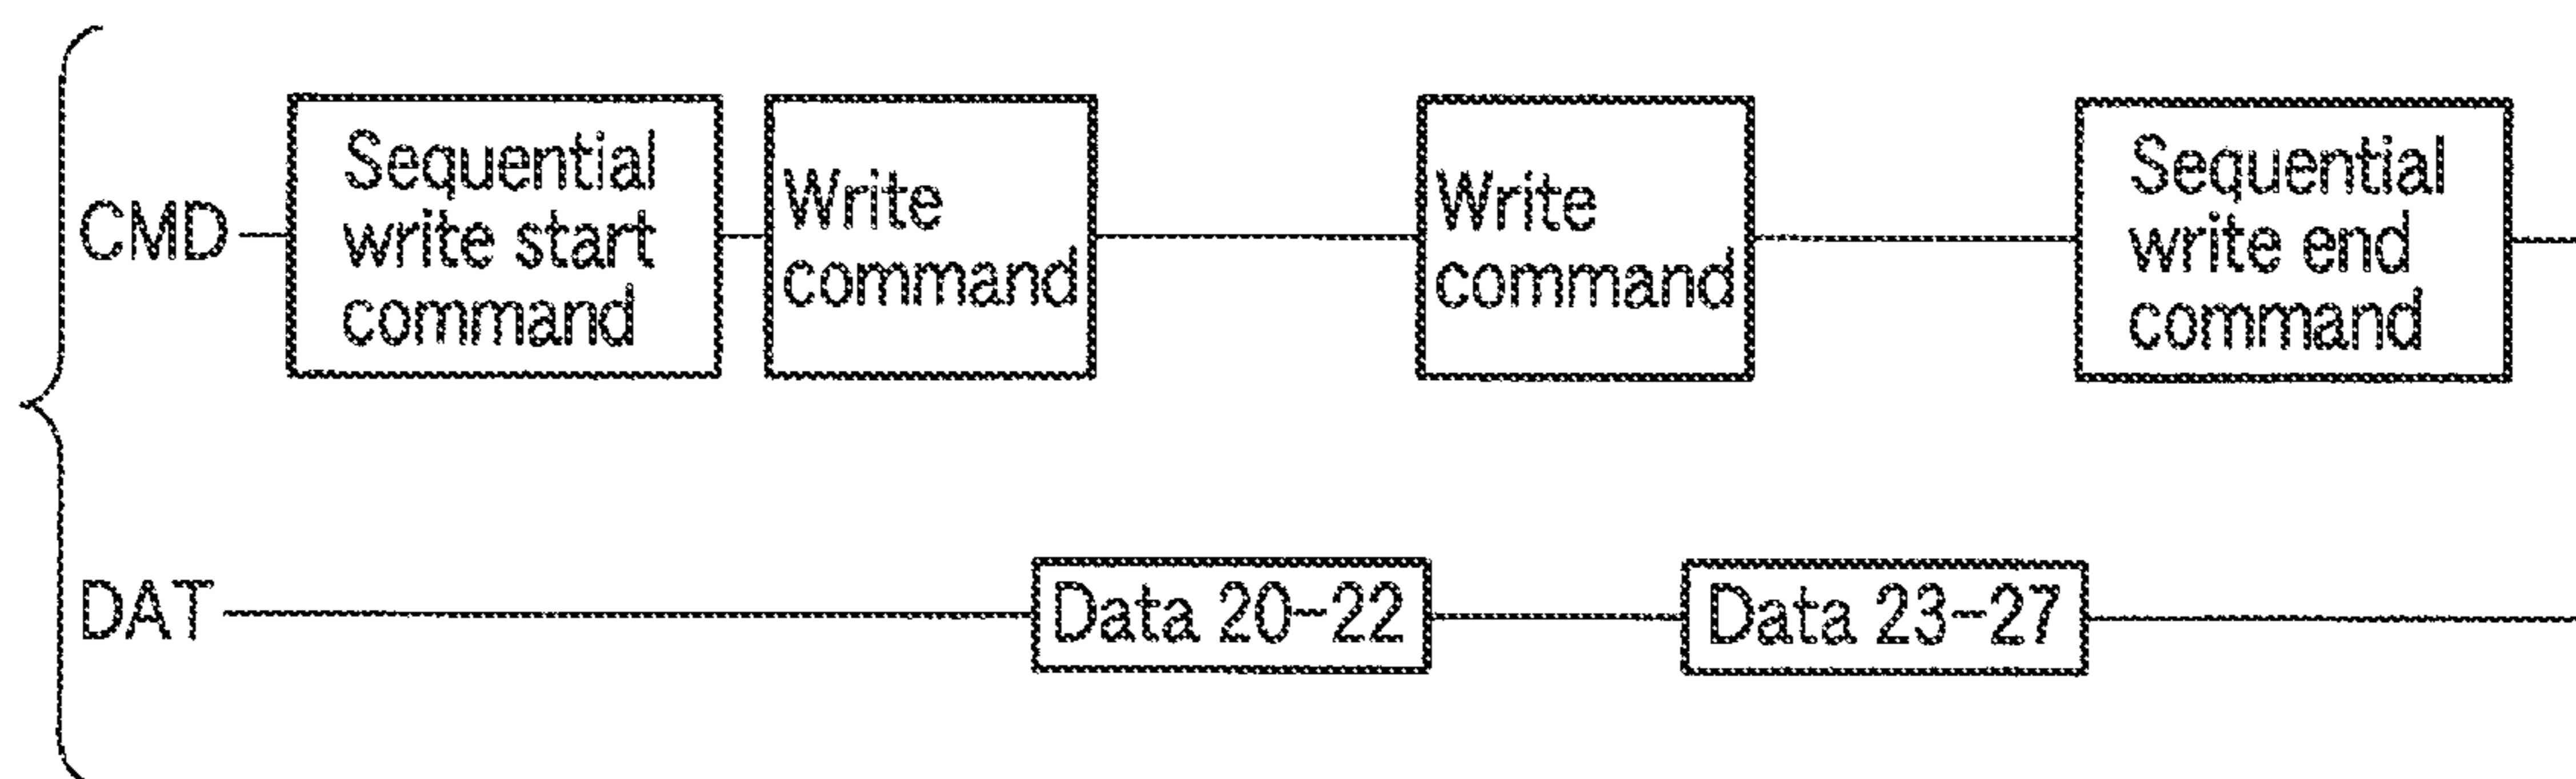 CMD
Sequential
write start
command
Write
command
Write
command
Sequential
write end
command
DAT
Data 20-22
Data 23-27